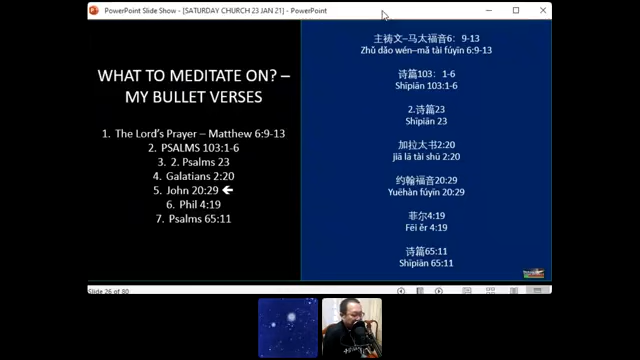 PowerPoint Slide Show - [SATURDAY CHURCH 23 JAN 21] - PowerPoint
WHAT TO MEDITATE ON? –
MY BULLET VERSES
1. The Lord's Prayer – Matthew 6:9-13
2. PSALMS 103:1-6
3. 2. Psalms 23
4. Galatians 2:20
5. John 20:29 🡰
6. Phil 4:19
7. Psalms 65:11
主祷文–马太福音6：9-13
Zhǔ dǎo wén–mǎ tài fúyīn 6:9-13
诗篇103：1-6
Shīpiān 103:1-6
2.诗篇23
Shīpiān 23
加拉太书2:20
jiā lā tài shū 2:20
约翰福音20:29
Yuēhàn fúyīn 20:29
菲尔4:19
Fēi ěr 4:19
诗篇65:11
Shīpiān 65:11
Slide 26 of 80